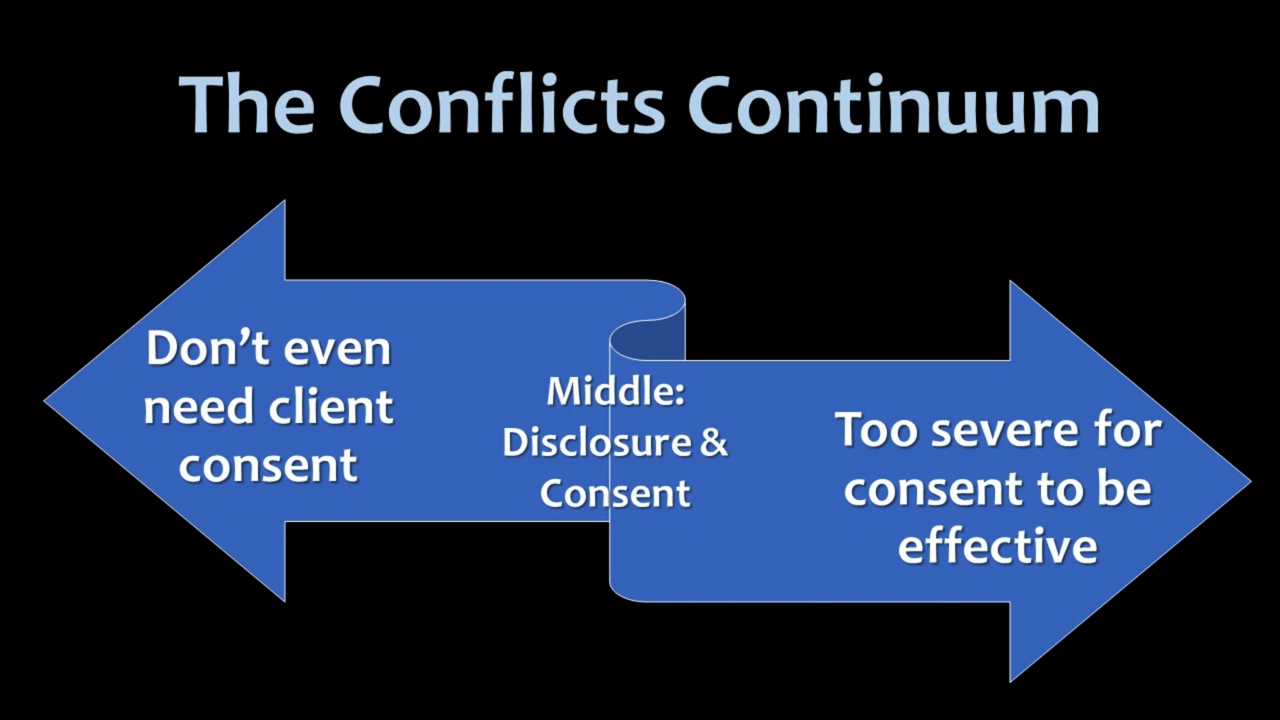 The Conflicts Continuum
Don’t even
need client
consent
Middle:
Disclosure &
Consent
Too severe for
consent to be
effective